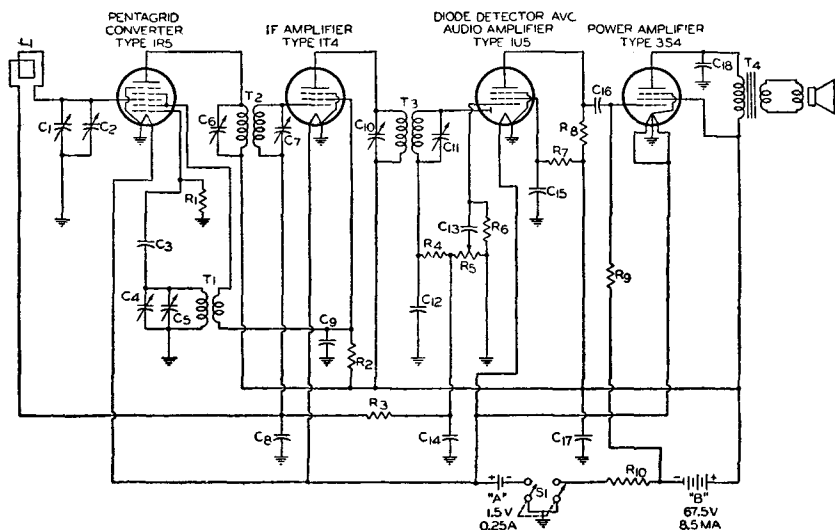 PENTAGRID
CONVERTER
TYPE 1R5
IF AMPLIFIER
TYPE 1T4
DIODE DETECTOR AVC
AUDIO AMPLIFIER
TYPE 1U5
POWER AMPLIFIER
TYPE 3S4
L
C18
T4
T2
C16
C1
C2
C6
C7
C10
T3
C11
R8
R7
R1
C15
C3
C13
R6
R4
R5
R9
T1
C4
C5
C9
C12
R2
R3
C8
C14
C17
R10
+ -
S1
- +
"A"
1.5V
0.25A
"B"
67.5V
8.5MA